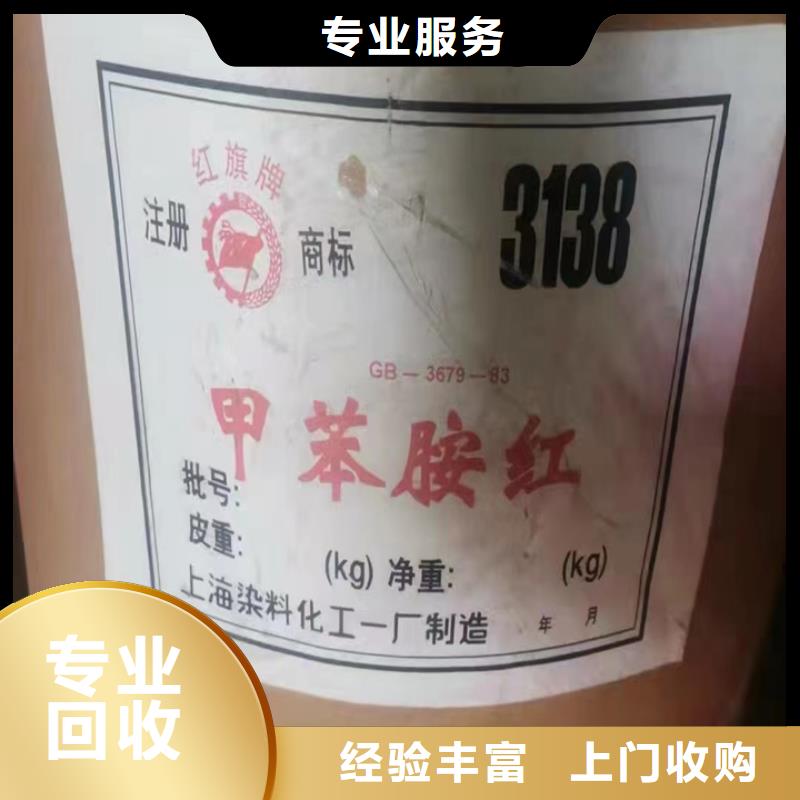 专业服务
红旗牌
注册 商标
3138
GB-3679-83
甲苯胺红
批号:
皮重: (kg) 净重: (kg)
上海染料化工一厂制造 年 月
专业
回收
经验丰富 上门收购